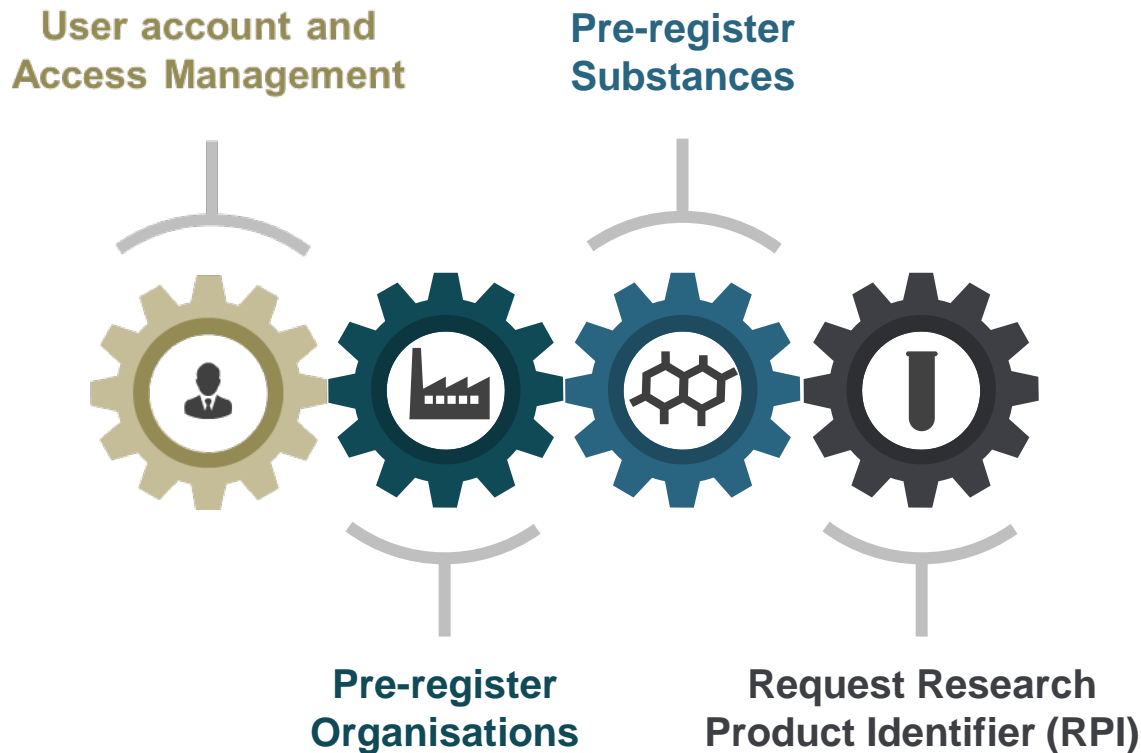 User account and
Access Management
Pre-register
Substances
Pre-register
Organisations
Request Research
Product Identifier (RPI)